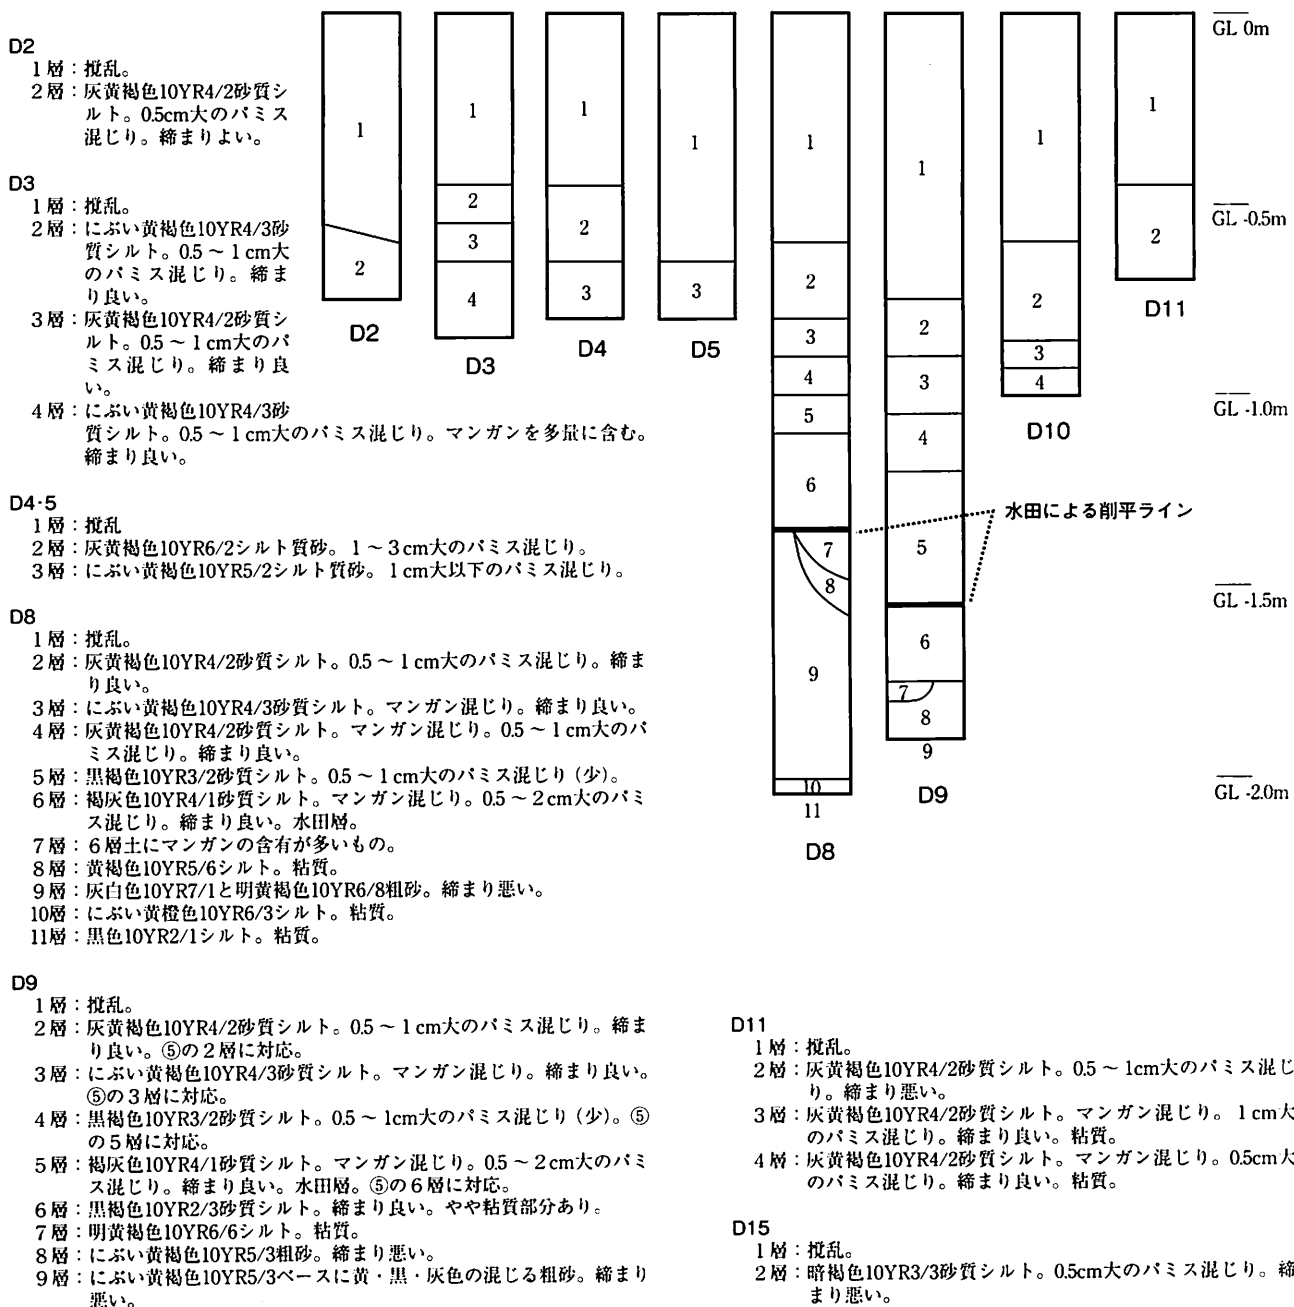 D2
1層：攪乱。
2層：灰黄褐色10YR4/2砂質シ
ルト。0.5cm大のパミス
混じり。締まりよい。
D3
1層：攪乱。
2層：にぶい黄褐色10YR4/3砂
質シルト。0.5～1cm大
のパミス混じり。締ま
り良い。
3層：灰黄褐色10YR4/2砂質シ
ルト。0.5～1cm大のパ
ミス混じり。締まり良
い。
4層：にぶい黄褐色10YR4/3砂
質シルト。0.5～1cm大のパミス混じり。マンガンを多量に含む。
締まり良い。
D4・5
1層：攪乱
2層：灰黄褐色10YR6/2シルト質砂。1～3cm大のパミス混じり。
3層：にぶい黄褐色10YR5/2シルト質砂。1cm大以下のパミス混じり。
D8
1層：攪乱。
2層：灰黄褐色10YR4/2砂質シルト。0.5～1cm大のパミス混じり。締ま
り良い。
3層：にぶい黄褐色10YR4/3砂質シルト。マンガン混じり。締まり良い。
4層：灰黄褐色10YR4/2砂質シルト。マンガン混じり。0.5～1cm大のパ
ミス混じり。締まり良い。
5層：黒褐色10YR3/2砂質シルト。0.5～1cm大のパミス混じり（少）。
6層：褐灰色10YR4/1砂質シルト。マンガン混じり。0.5～2cm大のパミ
ス混じり。締まり良い。水田層。
7層：6層土にマンガンの含有が多いもの。
8層：黄褐色10YR5/6シルト。粘質。
9層：灰白色10YR7/1と明黄褐色10YR6/8粗砂。締まり悪い。
10層：にぶい黄橙色10YR6/3シルト。粘質。
11層：黒色10YR2/1シルト。粘質。
D9
1層：攪乱。
2層：灰黄褐色10YR4/2砂質シルト。0.5～1cm大のパミス混じり。締ま
り良い。⑤の2層に対応。
3層：にぶい黄褐色10YR4/3砂質シルト。マンガン混じり。締まり良い。
⑤の3層に対応。
4層：黒褐色10YR3/2砂質シルト。0.5～1cm大のパミス混じり（少）。⑤
の5層に対応。
5層：褐灰色10YR4/1砂質シルト。マンガン混じり。0.5～2cm大のパミ
ス混じり。締まり良い。水田層。⑤の6層に対応。
6層：黒褐色10YR2/3砂質シルト。締まり良い。やや粘質部分あり。
7層：明黄褐色10YR6/6シルト。粘質。
8層：にぶい黄褐色10YR5/3粗砂。締まり悪い。
9層：にぶい黄褐色10YR5/3ベースに黄・黒・灰色の混じる粗砂。締まり
悪い。
D11
1層：攪乱。
2層：灰黄褐色10YR4/2砂質シルト。0.5～1cm大のパミス混じ
り。締まり悪い。
3層：灰黄褐色10YR4/2砂質シルト。マンガン混じり。1cm大
のパミス混じり。締まり良い。粘質。
4層：灰黄褐色10YR4/2砂質シルト。マンガン混じり。0.5cm大
のパミス混じり。締まり良い。粘質。
D15
1層：攪乱。
2層：暗褐色10YR3/3砂質シルト。0.5cm大のパミス混じり。締
まり悪い。
1
2
D2
1
2
3
4
D3
1
2
3
D4
1
3
D5
1
2
3
4
5
6
7
8
9
10
11
D8
1
2
3
4
5
6
7
8
9
D9
1
2
3
4
D10
1
2
D11
水田による削平ライン
GL 0m
GL -0.5m
GL -1.0m
GL -1.5m
GL -2.0m